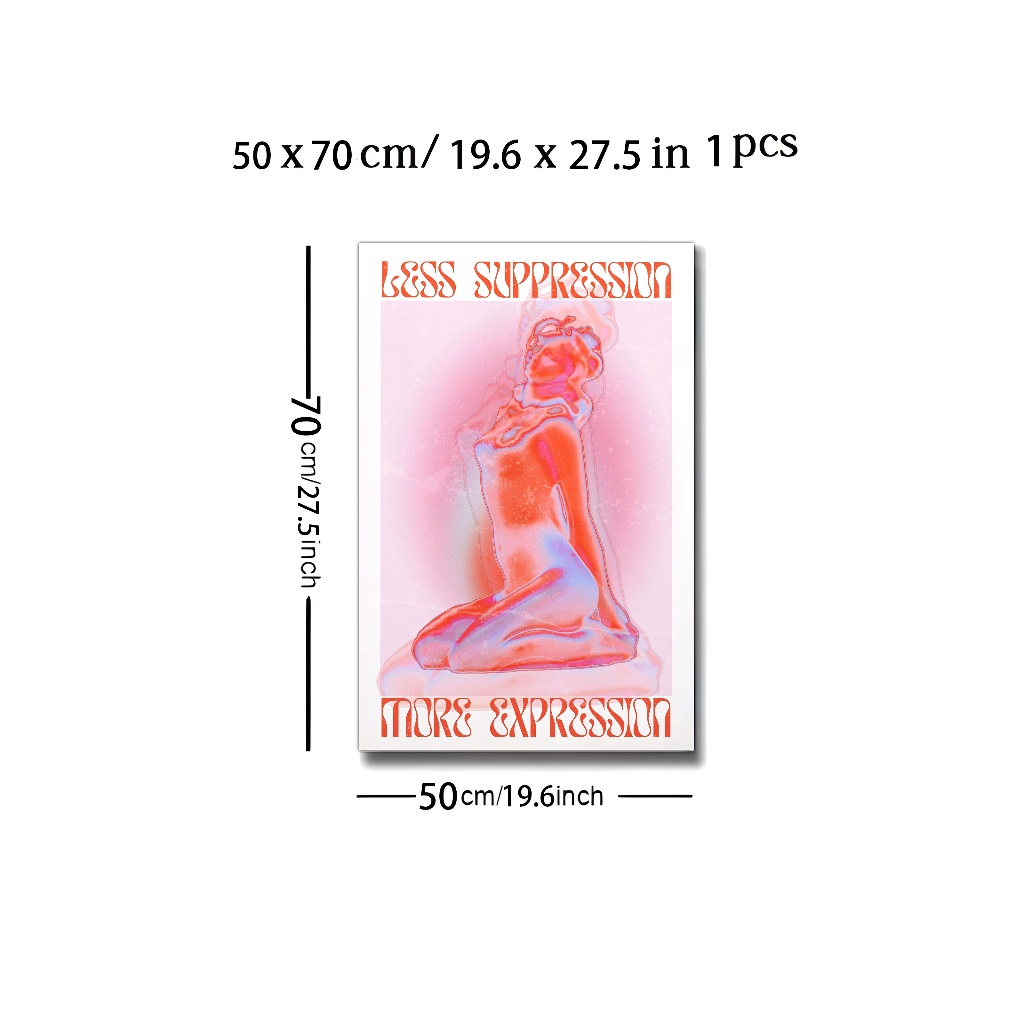 50 x 70 cm/ 19.6 x 27.5 in 1 pcs
LESS SUPPRESSION
70cm/27.5inch
MORE EXPRESSION
50cm/19.6inch